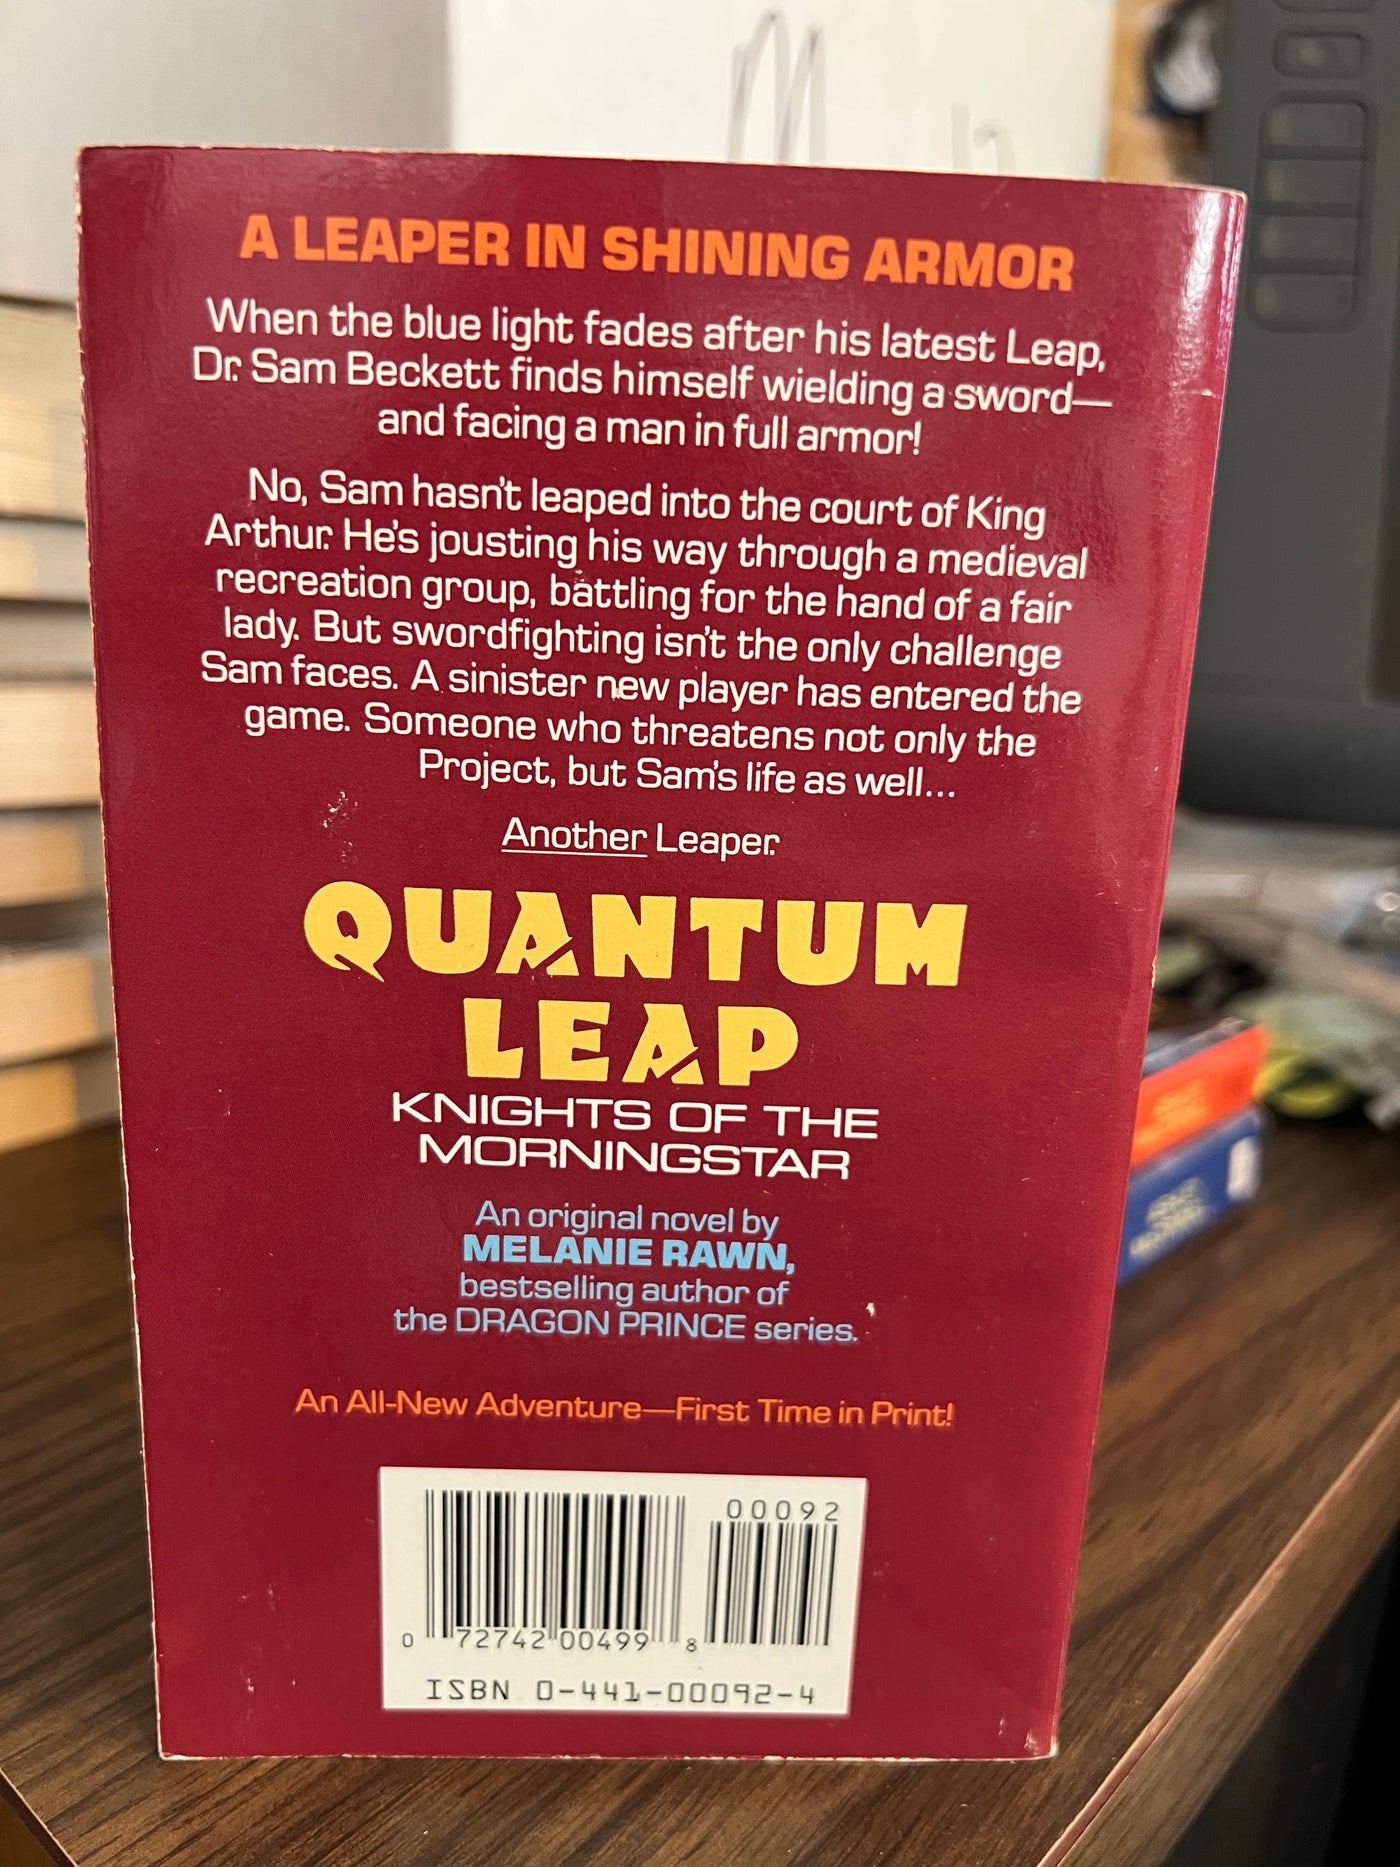 A LEAPER IN SHINING ARMOR
When the blue light fades after his latest Leap,
Dr. Sam Beckett finds himself wielding a sword—
and facing a man in full armor!
No, Sam hasn't leaped into the court of King
Arthur. He's jousting his way through a medieval
recreation group, battling for the hand of a fair
lady. But swordfighting isn't the only challenge
Sam faces. A sinister new player has entered the
game. Someone who threatens not only the
Project, but Sam's life as well...
Another Leaper.
QUANTUM
LEAP
KNIGHTS OF THE
MORNINGSTAR
An original novel by
MELANIE RAWN,
bestselling author of
the DRAGON PRINCE series.
An All-New Adventure—First Time in Print!
00092
0 72742 00499 8
ISBN 0-441-00092-4